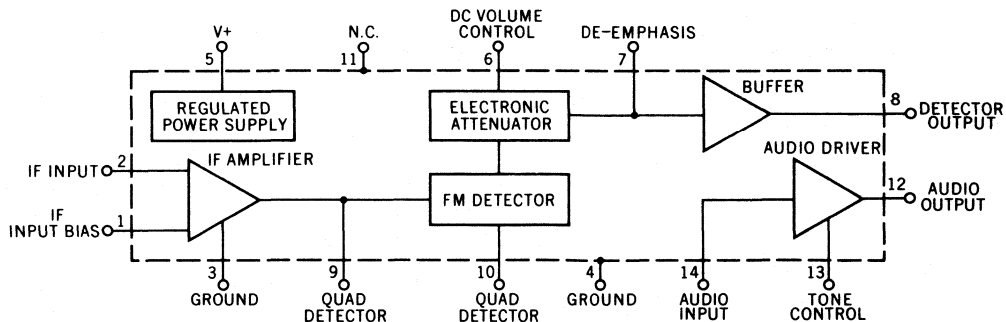 V+
5
N.C.
11
DC VOLUME
CONTROL
6
DE-EMPHASIS
7
REGULATED
POWER SUPPLY
ELECTRONIC
ATTENUATOR
BUFFER
8
DETECTOR
OUTPUT
IF INPUT
2
IF AMPLIFIER
FM DETECTOR
AUDIO DRIVER
12
AUDIO
OUTPUT
IF
INPUT BIAS
1
3
GROUND
9
QUAD
DETECTOR
10
QUAD
DETECTOR
4
GROUND
14
AUDIO
INPUT
13
TONE
CONTROL